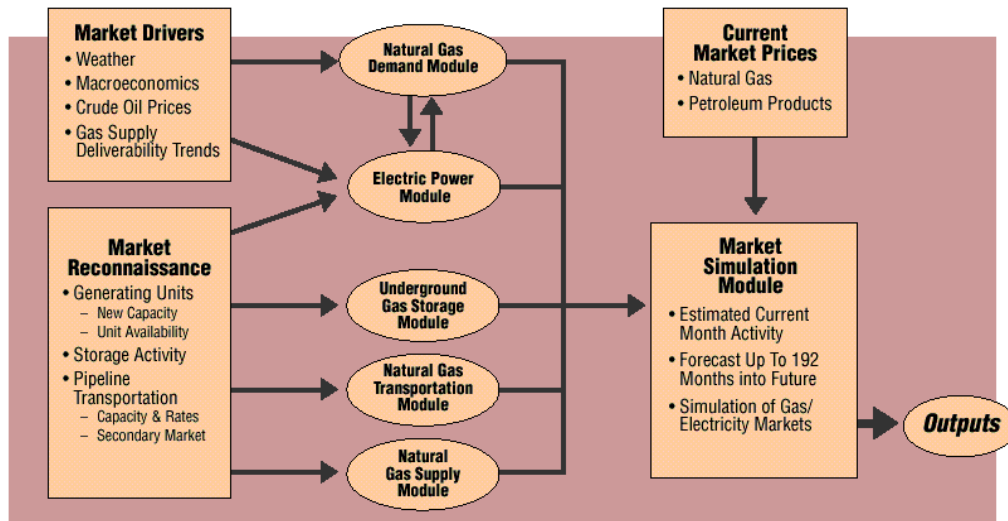 Market Drivers
• Weather
• Macroeconomics
• Crude Oil Prices
• Gas Supply
Deliverability Trends
Market
Reconnaissance
• Generating Units
– New Capacity
– Unit Availability
• Storage Activity
• Pipeline
Transportation
– Capacity & Rates
– Secondary Market
Natural Gas
Demand Module
Electric Power
Module
Underground
Gas Storage
Module
Natural Gas
Transportation
Module
Natural
Gas Supply
Module
Current
Market Prices
• Natural Gas
• Petroleum Products
Market
Simulation
Module
• Estimated Current
Month Activity
• Forecast Up To 192
Months into Future
• Simulation of Gas/
Electricity Markets
Outputs